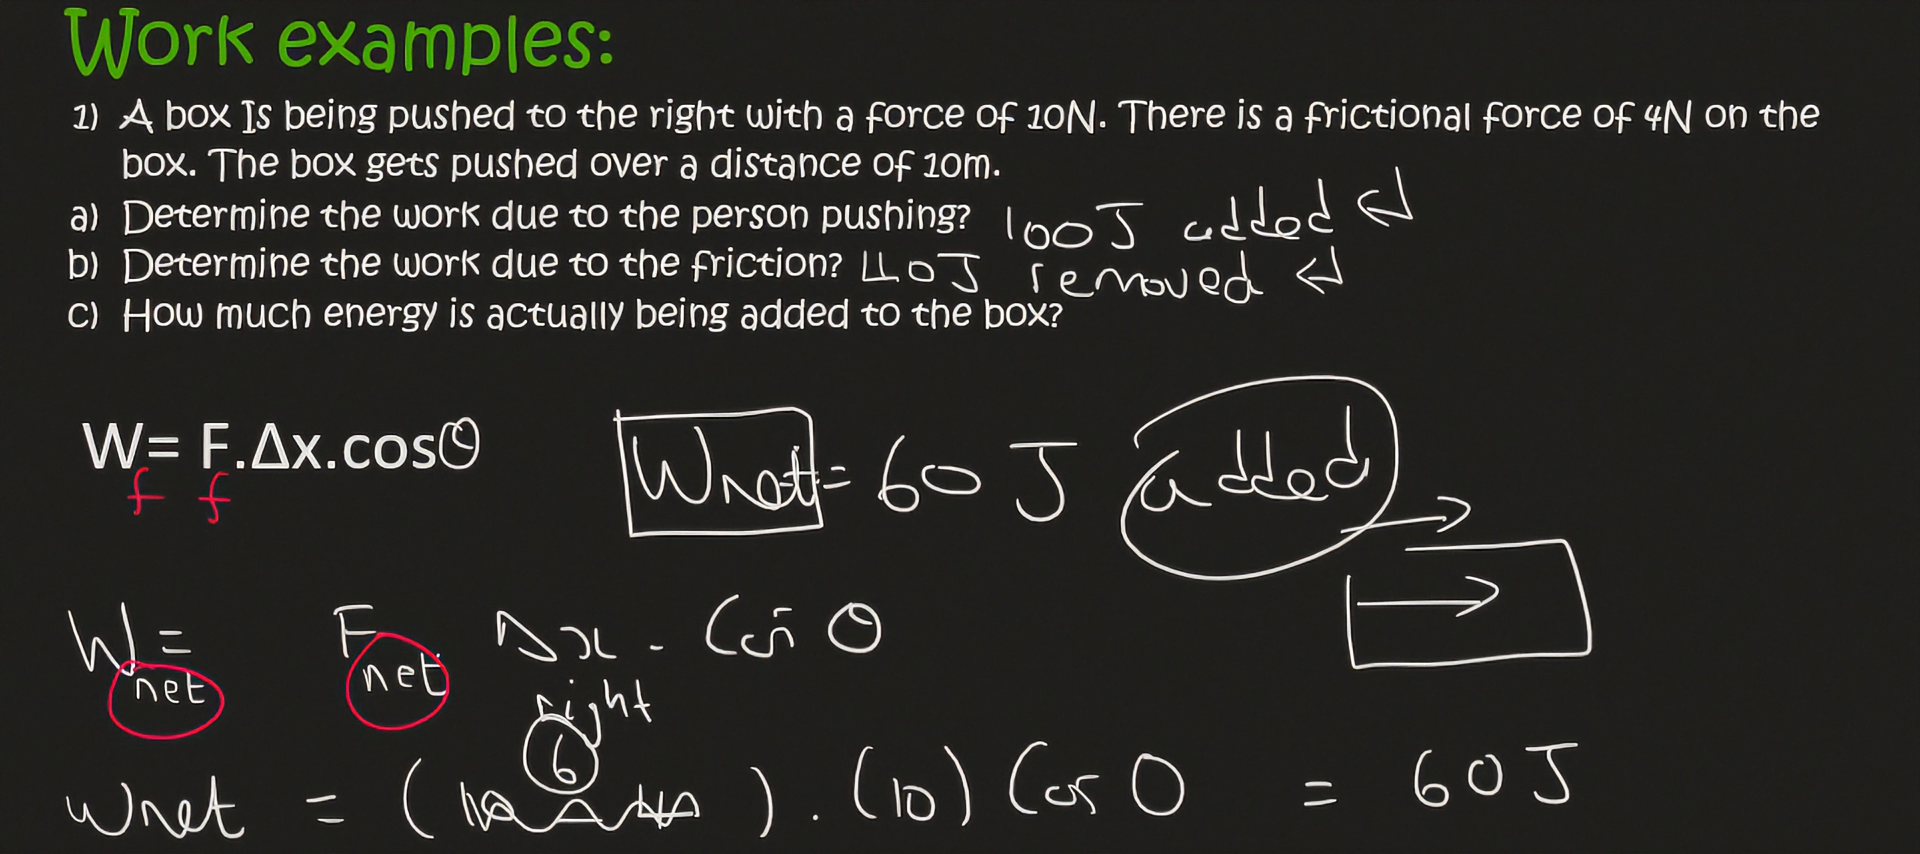 Work examples:
1) A box Is being pushed to the right with a force of 10N. There is a frictional force of 4N on the
box. The box gets pushed over a distance of 10m.
a) Determine the work due to the person pushing? 100J added
b) Determine the work due to the friction? 40J removed
c) How much energy is actually being added to the box?
W= F.Δx.cosθ
f f
Wnet = 60 J added
W = F Δx . Cos θ
net net
right
6
Wnet = ( ) . (10) Cos 0 = 60 J